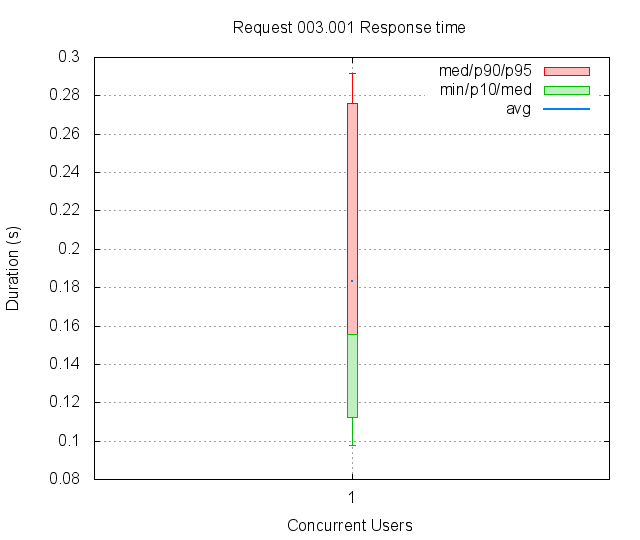 Request 003.001 Response time
0.3
0.28
0.26
0.24
0.22
0.2
0.18
0.16
0.14
0.12
0.1
0.08
Duration (s)
med/p90/p95
min/p10/med
avg
1
Concurrent Users